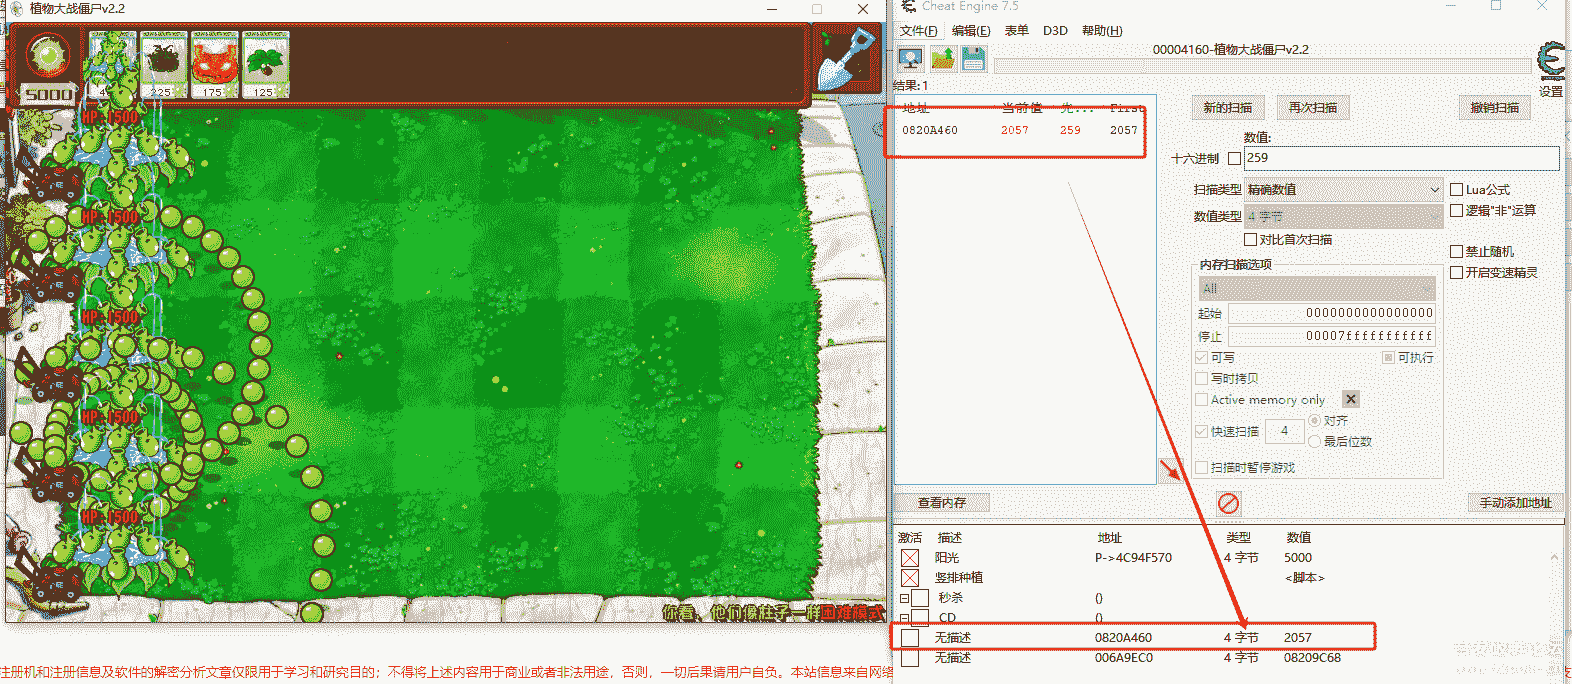 植物大战僵尸v2.2
5000
225
175
125
HP:1500
HP:1500
HP:1500
HP:1500
HP:1500
你看，他们像柱子一样困难模式
Cheat Engine 7.5
文件(F) 编辑(E) 表单 D3D 帮助(H)
00004160-植物大战僵尸v2.2
设置
结果:1
地址 当前值 先... First
0820A460 2057 259 2057
新的扫描 再次扫描 撤销扫描
数值:
十六进制 259
扫描类型 精确数值 Lua公式
数值类型 4 字节 逻辑"非"运算
对比首次扫描
禁止随机
内存扫描选项 开启变速精灵
All
起始 0000000000000000
停止 00007fffffffffff
可写 可执行
写时拷贝
Active memory only
快速扫描 4 对齐
最后位数
扫描时暂停游戏
查看内存 手动添加地址
激活 描述 地址 类型 数值
阳光 P->4C94F570 4 字节 5000
竖排种植 <脚本>
秒杀 ()
CD ()
无描述 0820A460 4 字节 2057
无描述 006A9EC0 4 字节 08209C68
注册机和注册信息及软件的解密分析文章仅限用于学习和研究目的；不得将上述内容用于商业或者非法用途，否则，一切后果请用户自负。本站信息来自网络